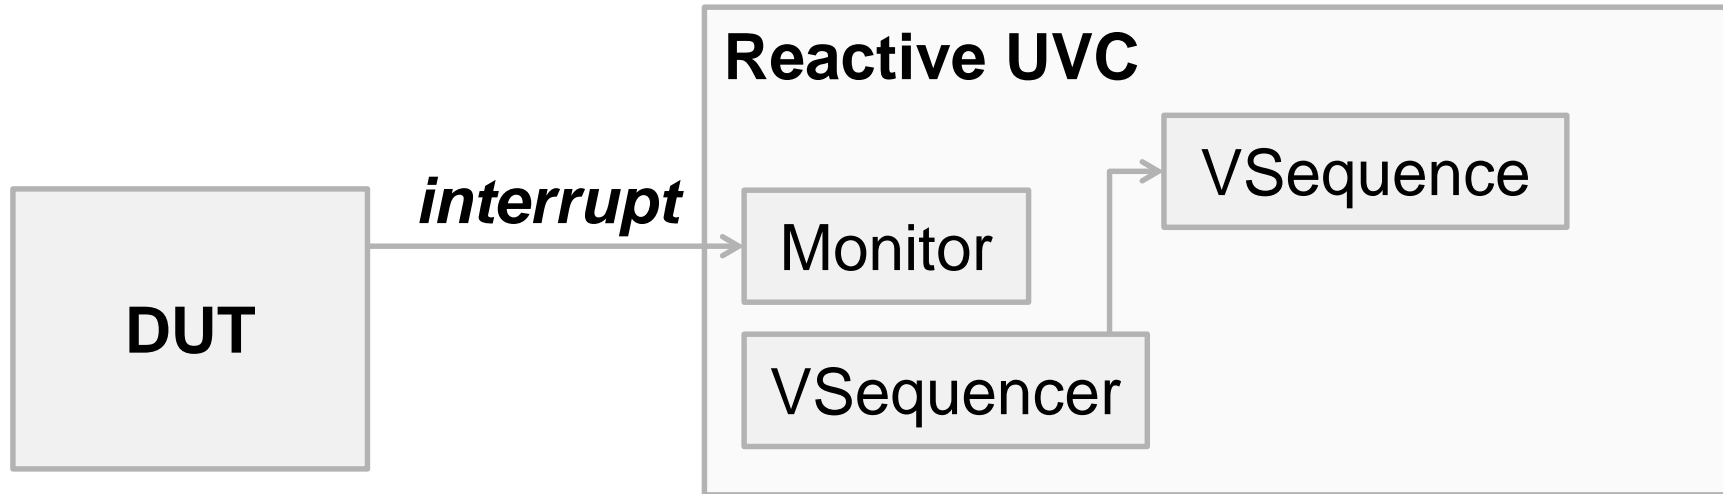 Reactive UVC
VSequence
interrupt
Monitor
DUT
VSequencer